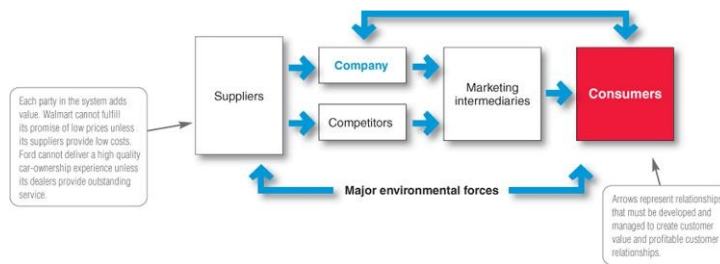 Company
Suppliers
Marketing
intermediaries
Consumers
Competitors
Each party in the system adds
value. Walmart cannot fulfill
its promise of low prices unless
its suppliers provide low costs.
Ford cannot deliver a high quality
car-ownership experience unless
its dealers provide outstanding
service.
Major environmental forces
Arrows represent relationships
that must be developed and
managed to create customer
value and profitable customer
relationships.